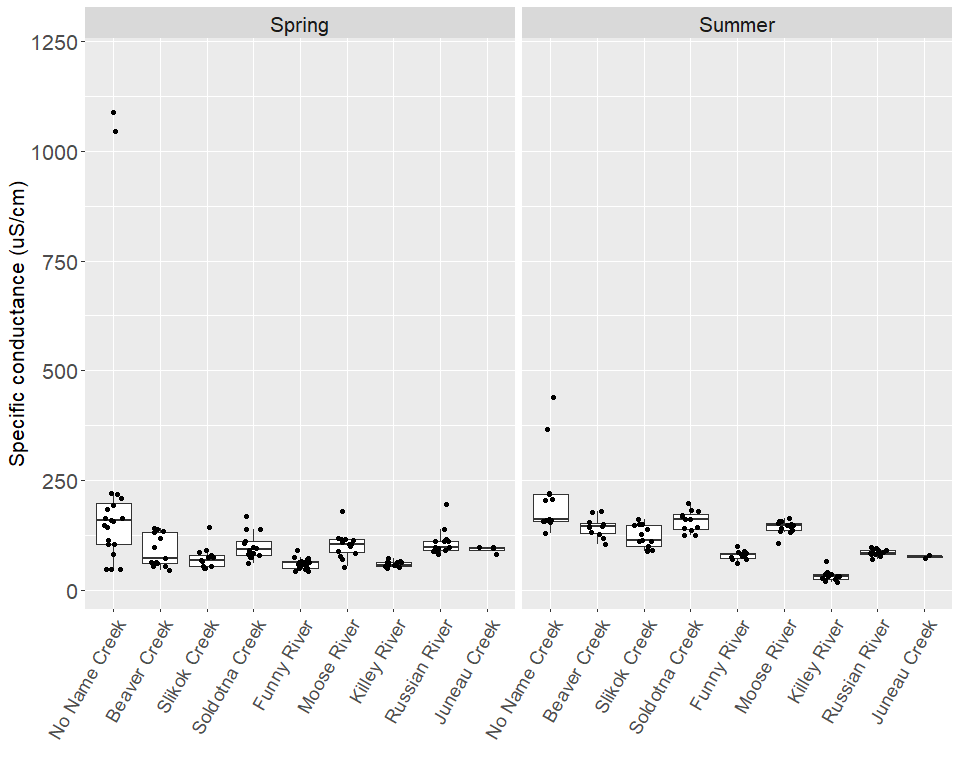 Spring Summer
Specific conductance (uS/cm)
1250
1000
750
500
250
0
No Name Creek
Beaver Creek
Slikok Creek
Soldotna Creek
Funny River
Moose River
Killey River
Russian River
Juneau Creek
No Name Creek
Beaver Creek
Slikok Creek
Soldotna Creek
Funny River
Moose River
Killey River
Russian River
Juneau Creek